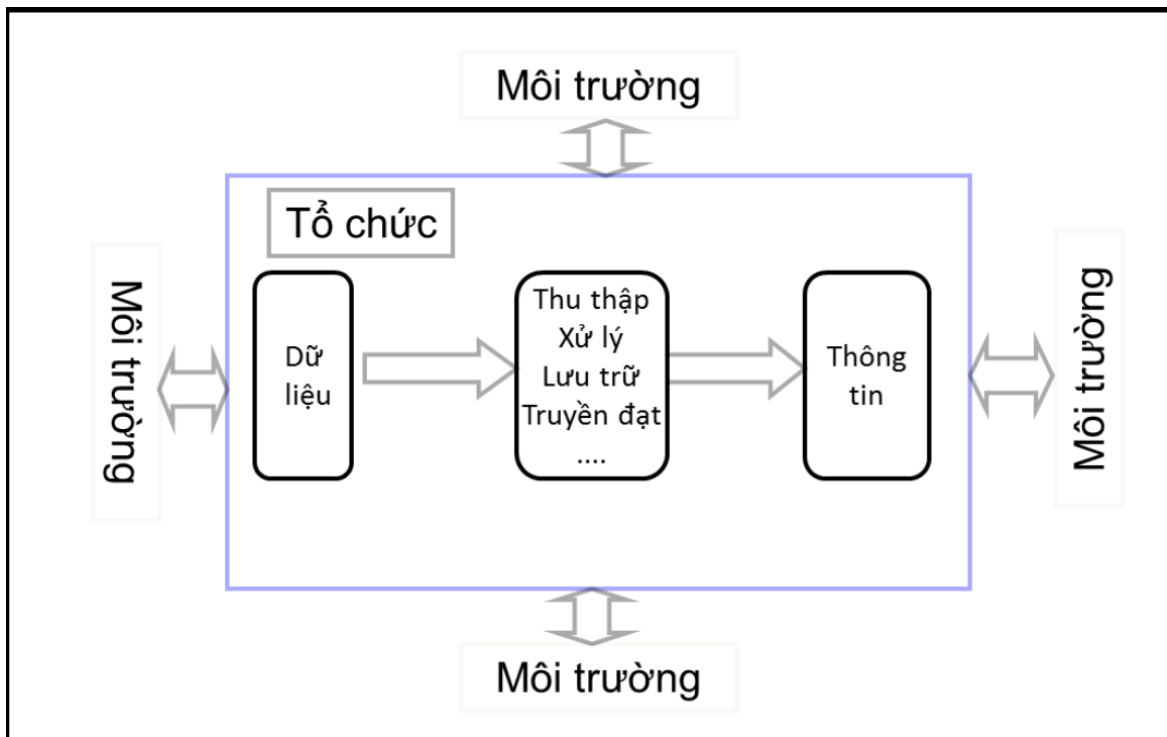 Môi trường
Tổ chức
Môi trường
Dữ
liệu
Thu thập
Xử lý
Lưu trữ
Truyền đạt
....
Thông
tin
Môi trường
Môi trường